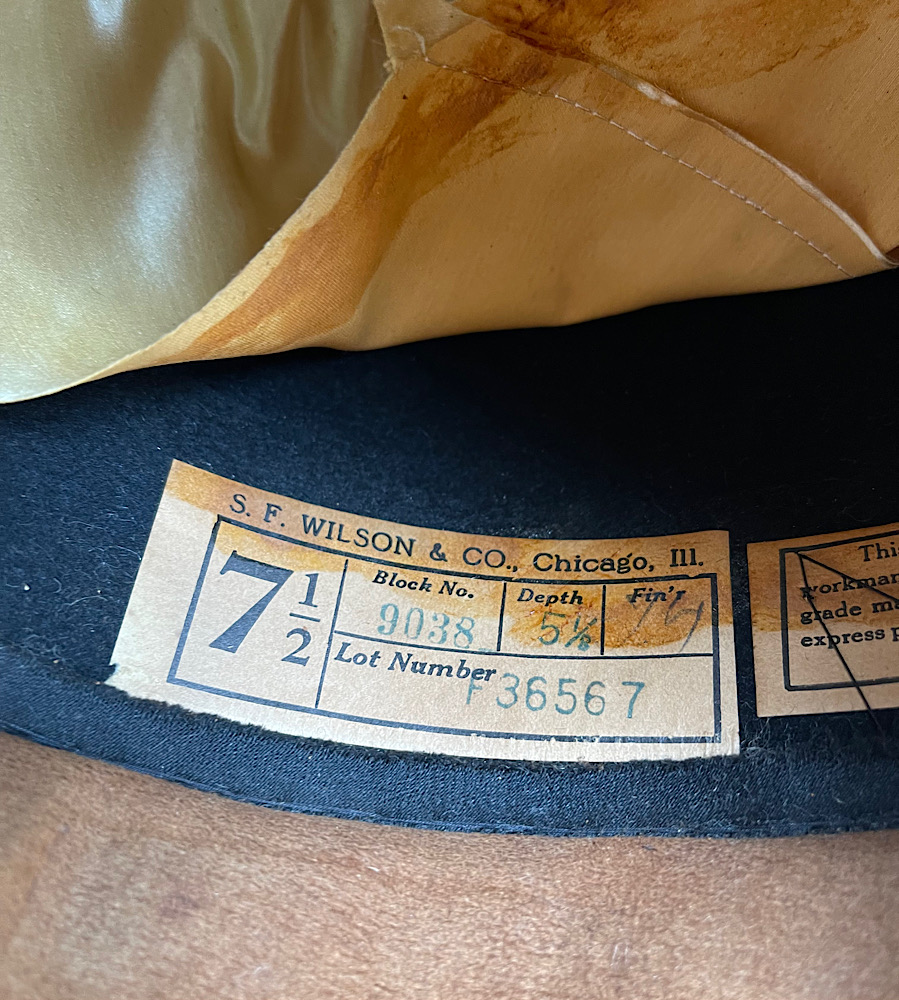 S. F. WILSON & CO., Chicago, Ill.
7 1/2
Block No. Depth Fin'r
9038 5½
Lot Number
F36567
This
workman
grade ma
express p